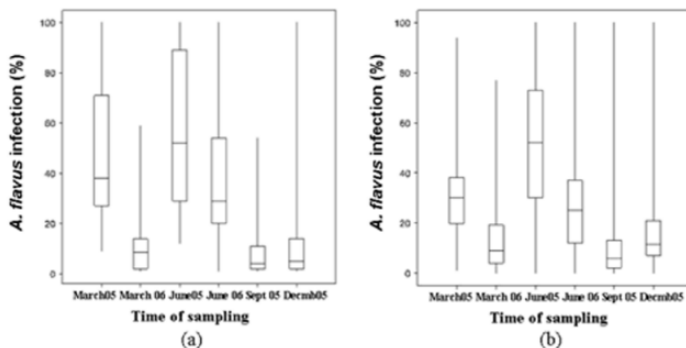 100
80
60
40
20
0
A. flavus infection (%)
March05 March 06 June05 June 06 Sept 05 Decmb05
Time of sampling
(a)
100
80
60
40
20
0
A. flavus infection (%)
March05 March 06 June05 June 06 Sept 05 Decmb05
Time of sampling
(b)